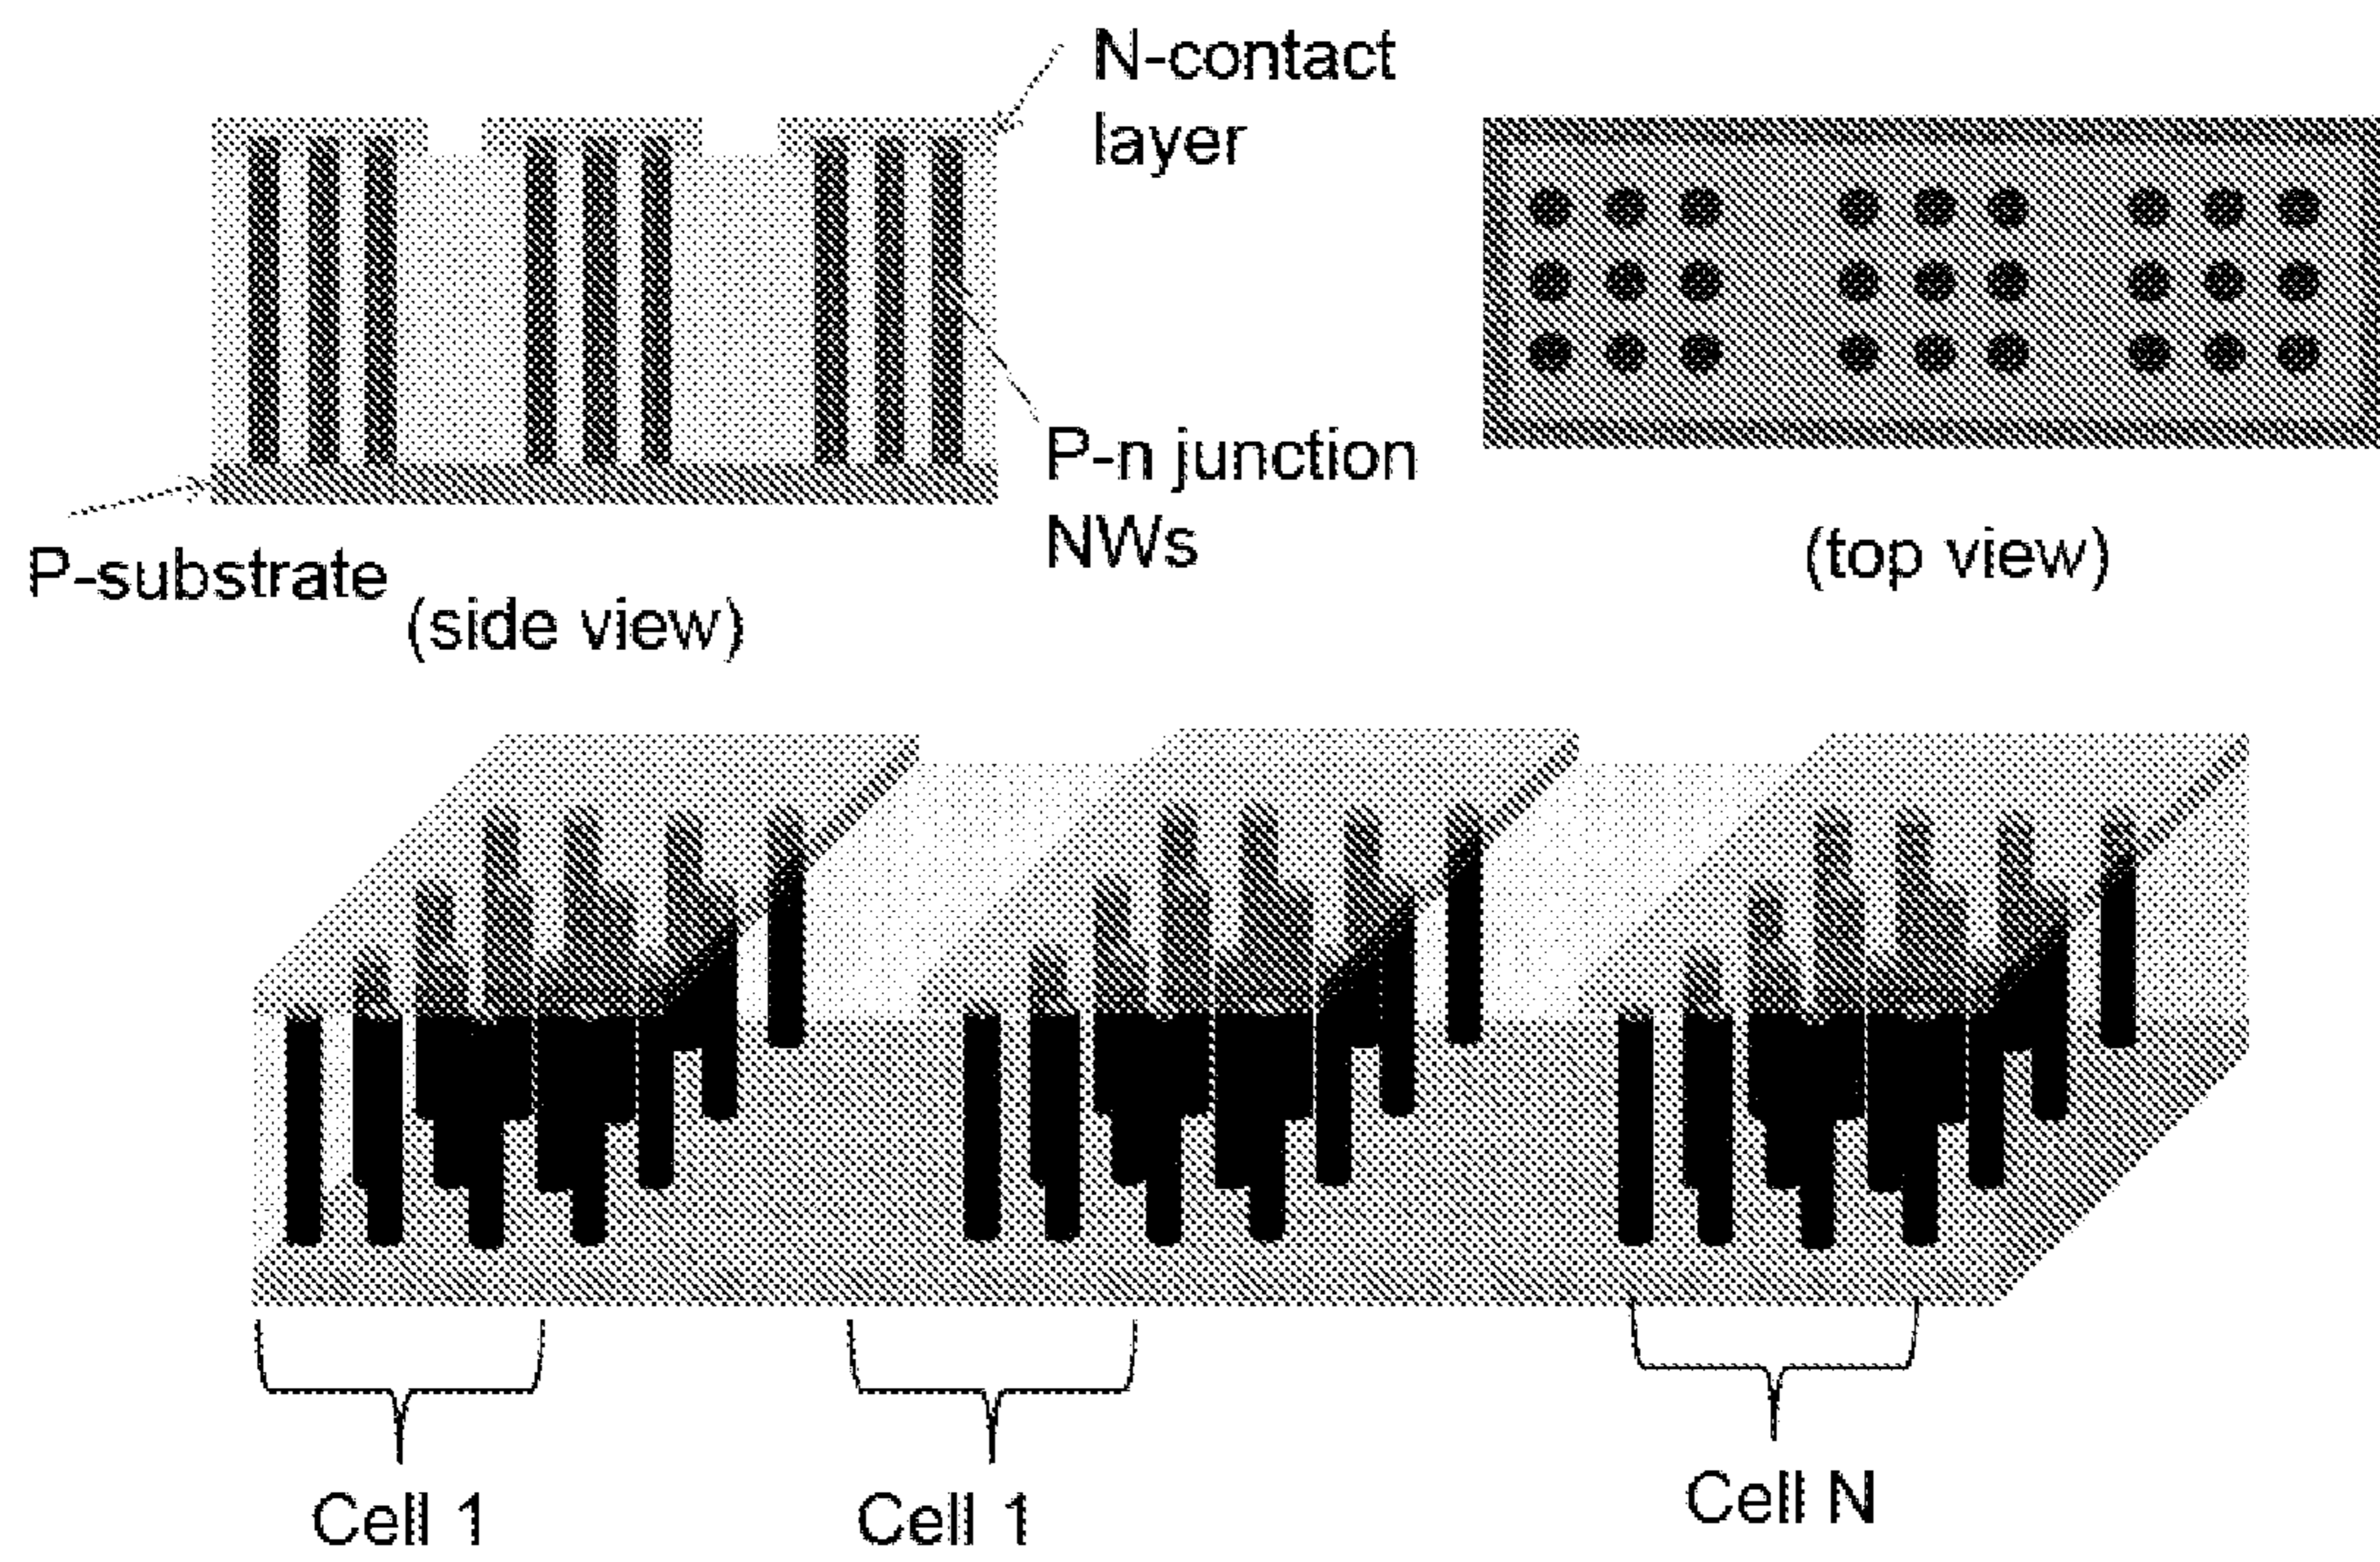 N-contact
layer
P-n junction
NWs
P-substrate
(side view)
(top view)
Cell 1
Cell 1
Cell N